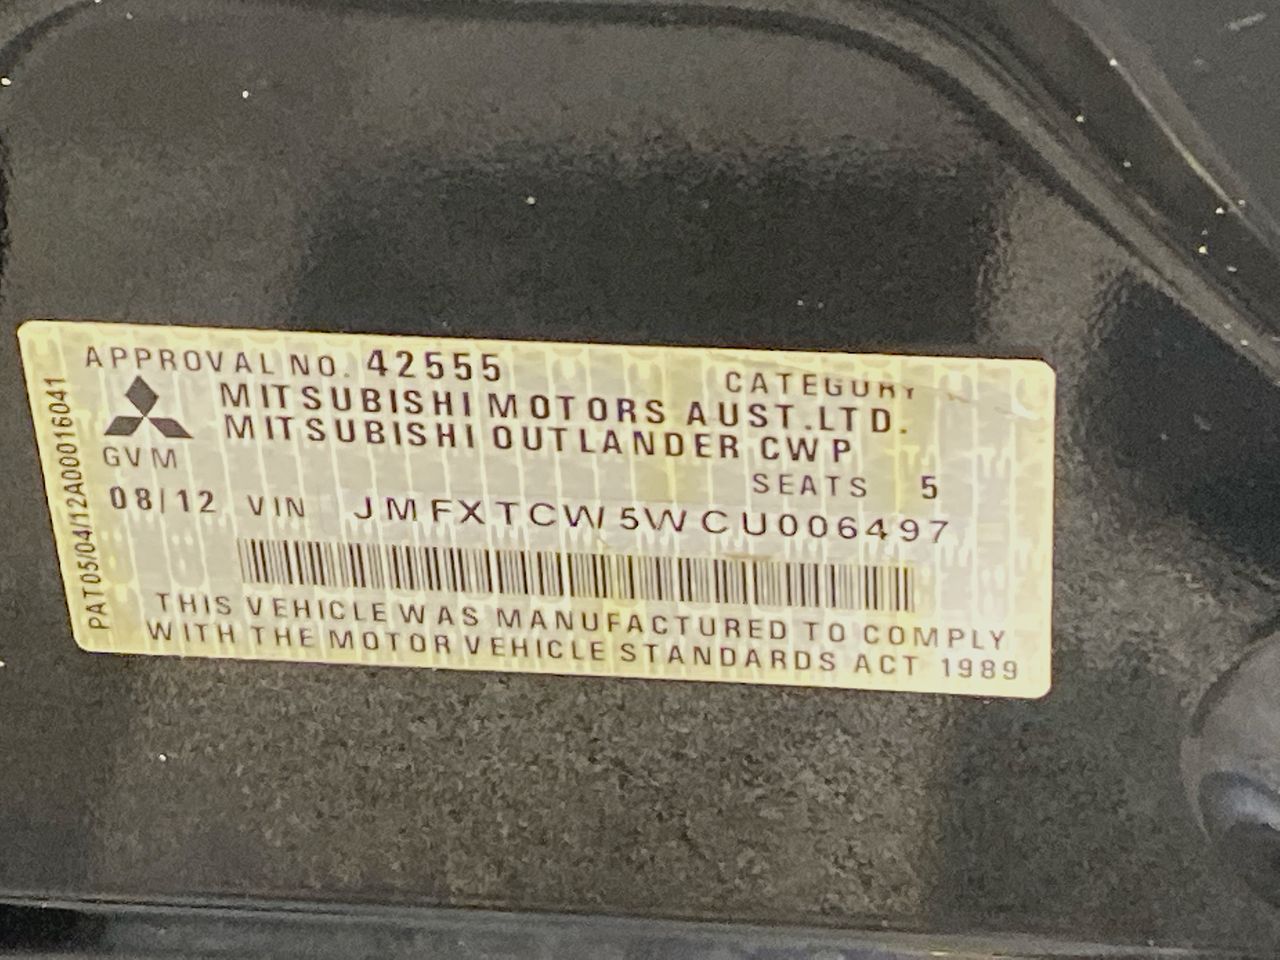 APPROVAL NO. 42555
CATEGORY
MITSUBISHI MOTORS AUST.LTD.
MITSUBISHI OUTLANDER CWP
GVM
SEATS 5
08/12 VIN JMFXTCW5WCU006497
THIS VEHICLE WAS MANUFACTURED TO COMPLY
WITH THE MOTOR VEHICLE STANDARDS ACT 1989
PAT05/04/12A00016041